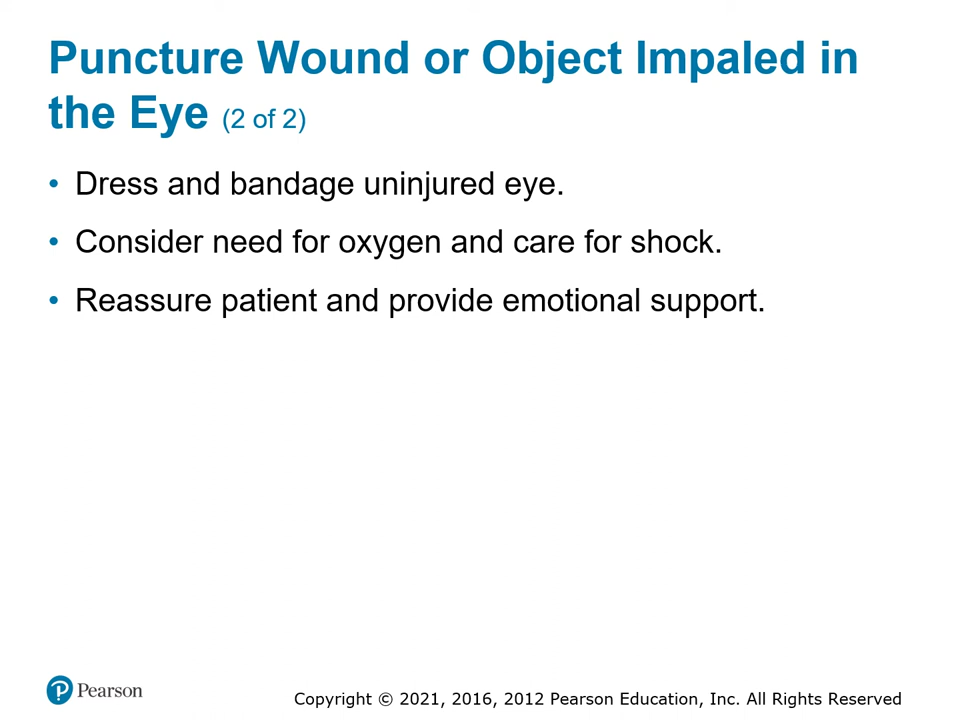 Puncture Wound or Object Impaled in
the Eye (2 of 2)
• Dress and bandage uninjured eye.
• Consider need for oxygen and care for shock.
• Reassure patient and provide emotional support.
Pearson
Copyright © 2021, 2016, 2012 Pearson Education, Inc. All Rights Reserved